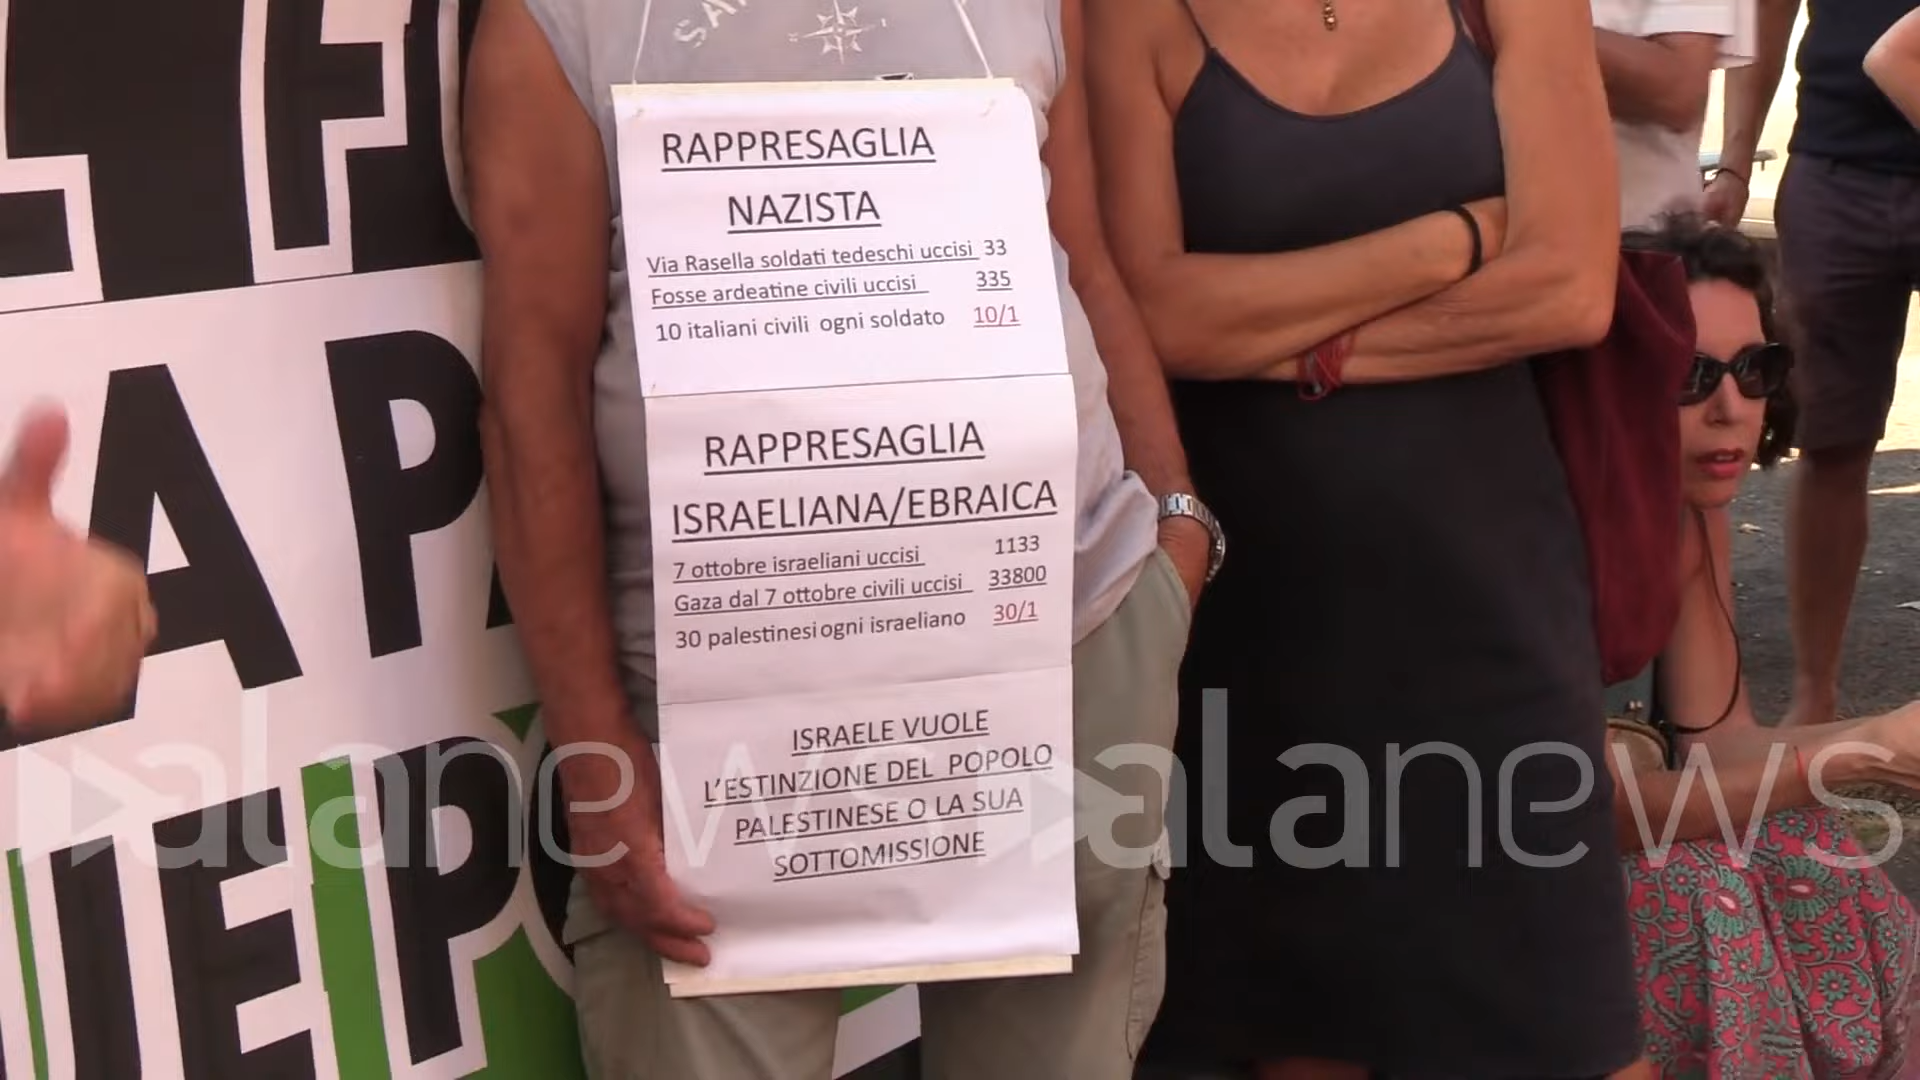 RAPPRESAGLIA
NAZISTA
Via Rasella soldati tedeschi uccisi 33
Fosse ardeatine civili uccisi 335
10 italiani civili ogni soldato 10/1
RAPPRESAGLIA
ISRAELIANA/EBRAICA
7 ottobre israeliani uccisi 1133
Gaza dal 7 ottobre civili uccisi 33800
30 palestinesi ogni israeliano 30/1
ISRAELE VUOLE
L'ESTINZIONE DEL POPOLO
PALESTINESE O LA SUA
SOTTOMISSIONE
alanews alanews